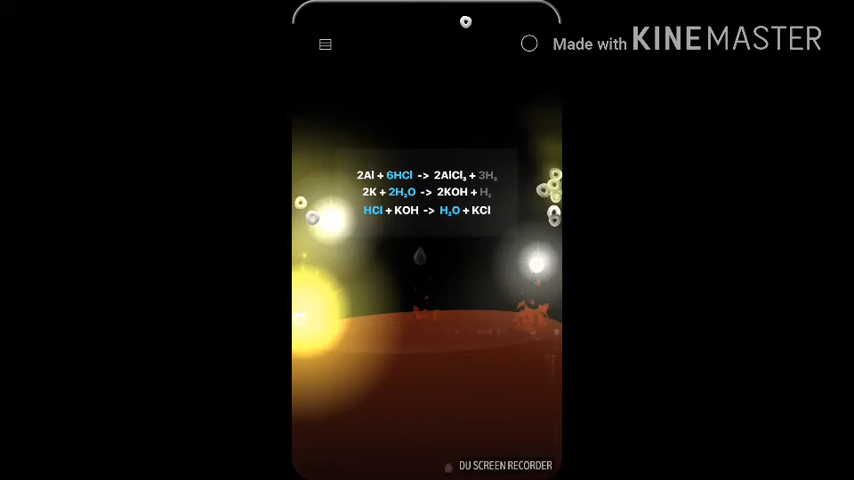 Made with KINEMASTER
2Al + 6HCl -> 2AlCl₃ + 3H₂
2K + 2H₂O -> 2KOH + H₂
HCl + KOH -> H₂O + KCl
DU SCREEN RECORDER